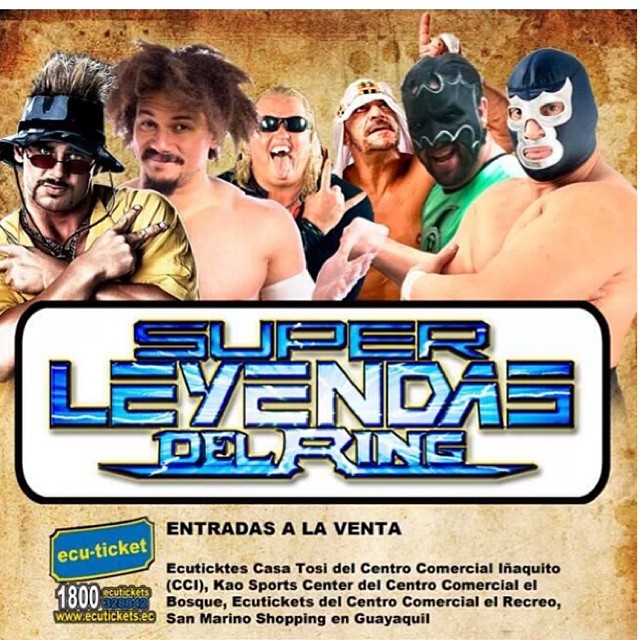 SUPER
LEYENDAS
DEL RING
ecu-ticket
1800 ecutickets
328842
www.ecutickets.ec
ENTRADAS A LA VENTA
Ecuticktes Casa Tosi del Centro Comercial Iñaquito
(CCI), Kao Sports Center del Centro Comercial el
Bosque, Ecutickets del Centro Comercial el Recreo,
San Marino Shopping en Guayaquil